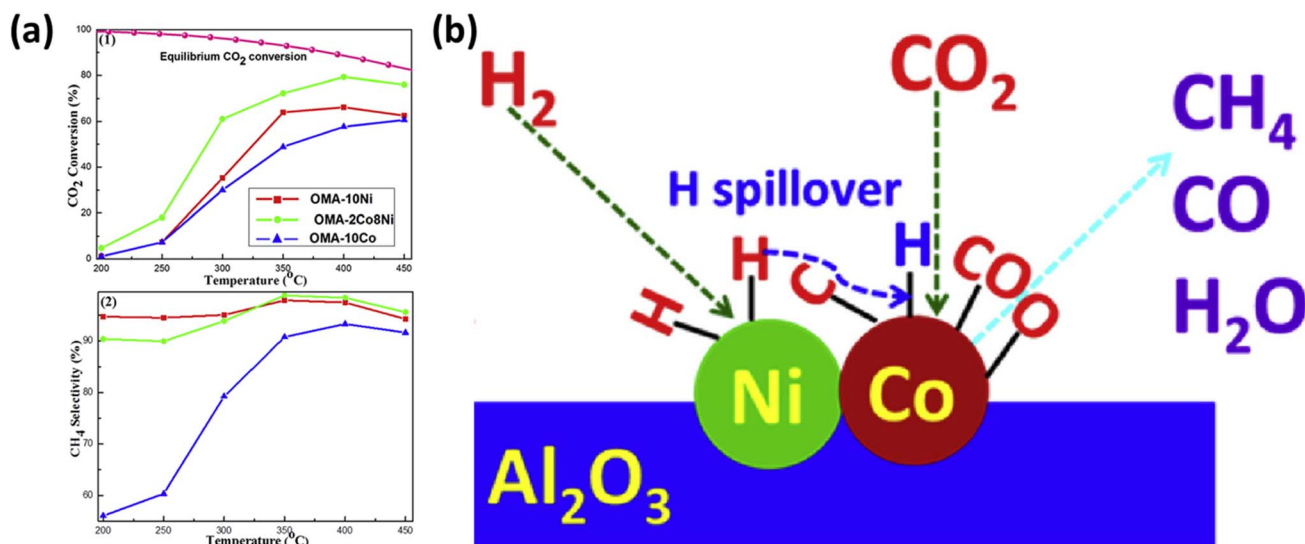 (a)
(1)
Equilibrium CO₂ conversion
CO₂ Conversion (%)
100
80
60
40
20
0
OMA-10Ni
OMA-2Co8Ni
OMA-10Co
200 250 300 350 400 450
Temperature (°C)
(2)
CH₄ Selectivity (%)
90
80
70
60
200 250 300 350 400 450
Temperature (°C)
(b)
H₂
CO₂
CH₄
CO
H₂O
H spillover
H
H
C
H
COO
O
Ni
Co
Al₂O₃